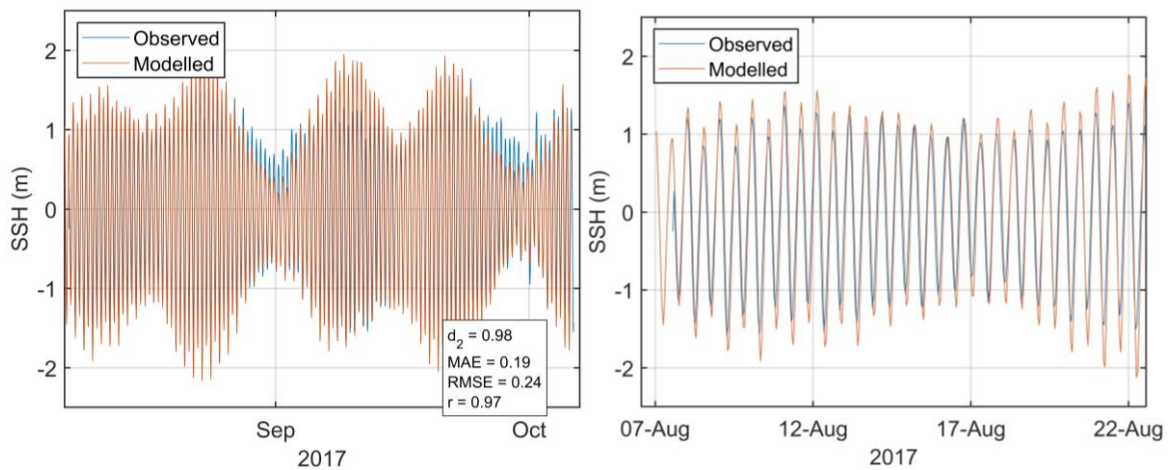 Observed
Modelled
2
1
0
-1
-2
SSH (m)
d2 = 0.98
MAE = 0.19
RMSE = 0.24
r = 0.97
Sep
Oct
2017
Observed
Modelled
2
1
0
-1
-2
SSH (m)
07-Aug
12-Aug
17-Aug
22-Aug
2017